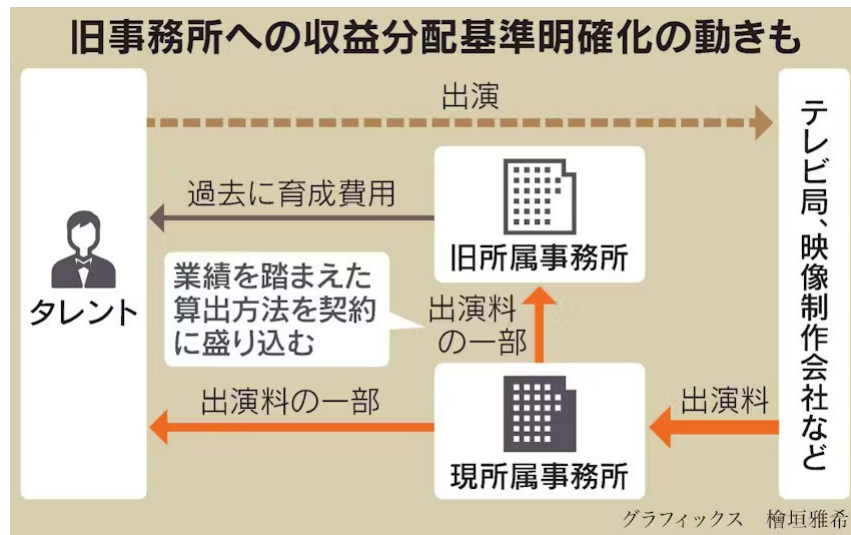 旧事務所への収益分配基準明確化の動きも
出演
過去に育成費用
旧所属事務所
タレント
業績を踏まえた
算出方法を契約
に盛り込む
出演料
の一部
出演料の一部
現所属事務所
出演料
テレビ局、映像制作会社など
グラフィックス 檜垣雅希